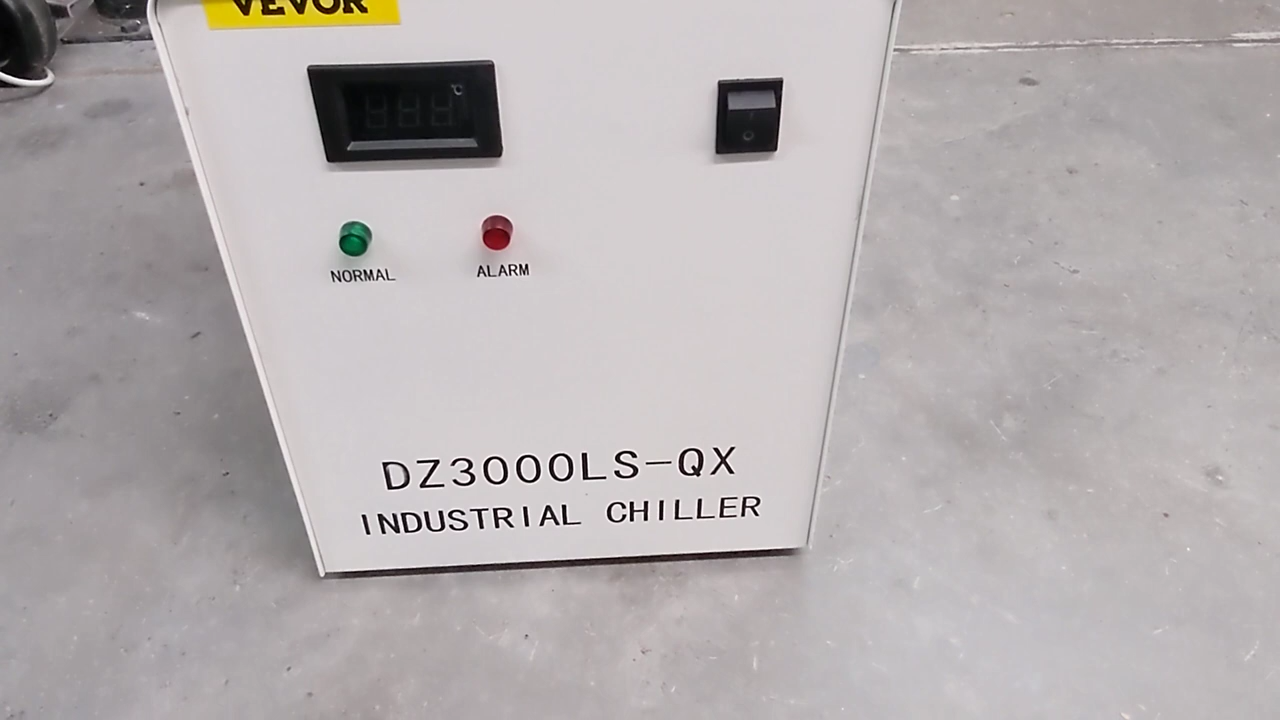 VEVOR
°C
NORMAL
ALARM
DZ3000LS-QX
INDUSTRIAL CHILLER